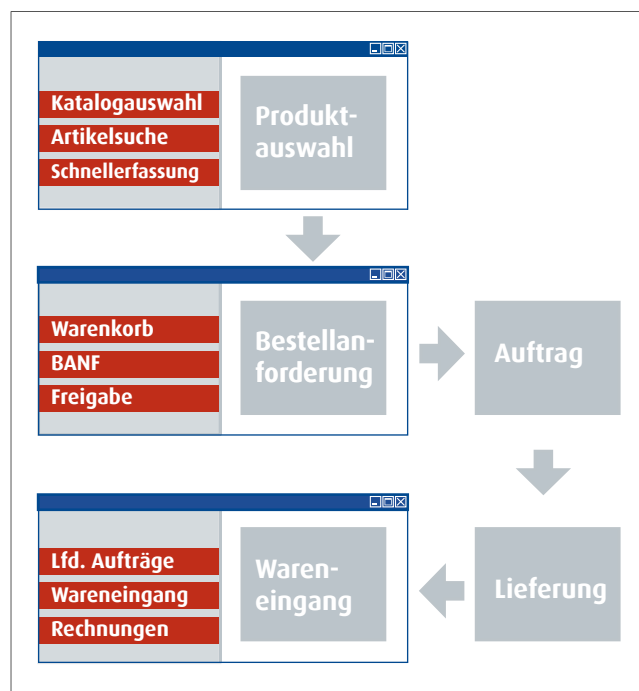 Katalogauswahl
Artikelsuche
Schnellerfassung
Produkt-
auswahl
Warenkorb
BANF
Freigabe
Bestellan-
forderung
Auftrag
Lfd. Aufträge
Wareneingang
Rechnungen
Waren-
eingang
Lieferung